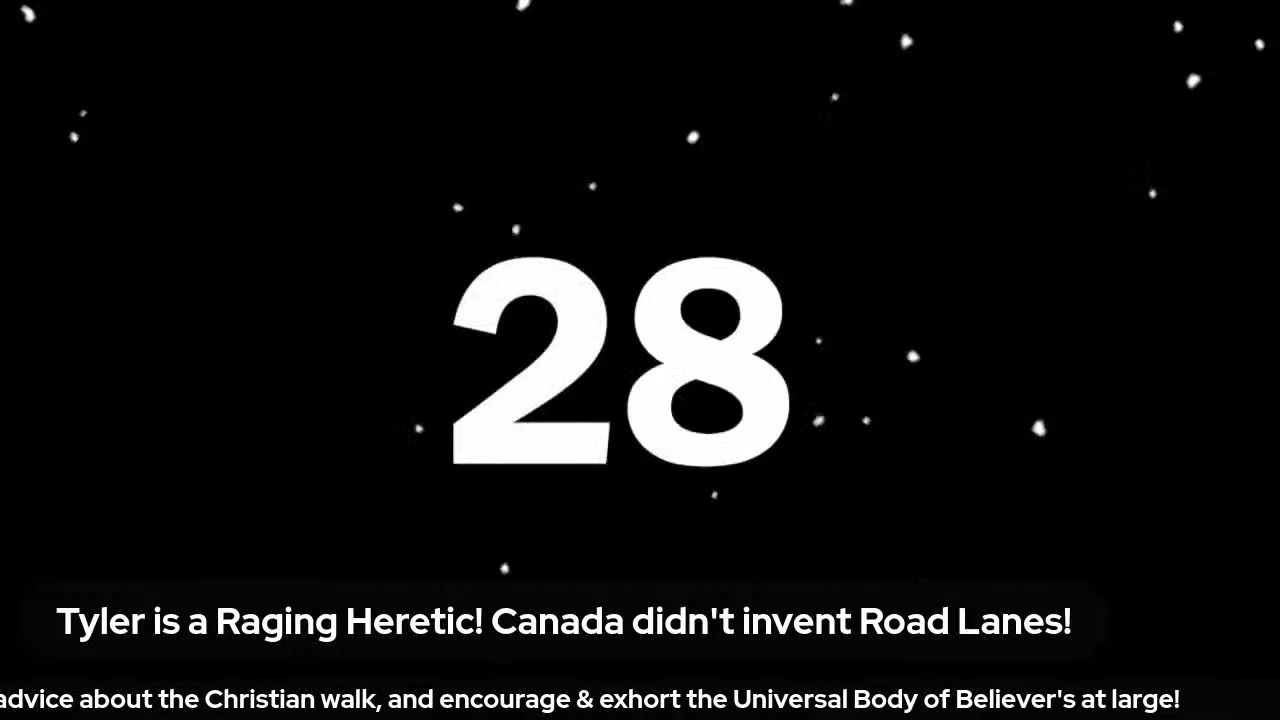 28
Tyler is a Raging Heretic! Canada didn't invent Road Lanes!
advice about the Christian walk, and encourage & exhort the Universal Body of Believer's at large!